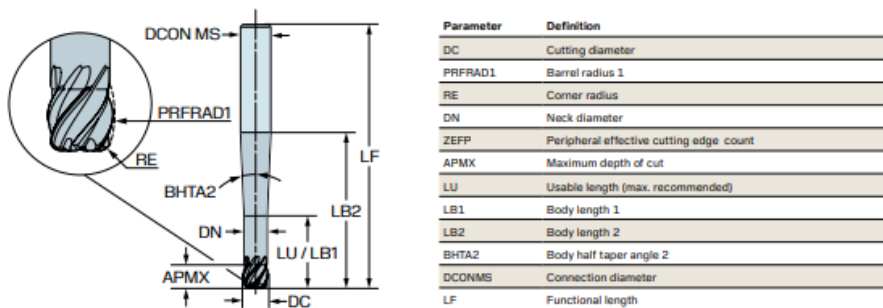 DCON MS
PRFRAD1
RE
LF
BHTA2
LB2
DN
LU / LB1
APMX
DC
Parameter Definition
DC Cutting diameter
PRFRAD1 Barrel radius 1
RE Corner radius
DN Neck diameter
ZEFP Peripheral effective cutting edge count
APMX Maximum depth of cut
LU Usable length (max. recommended)
LB1 Body length 1
LB2 Body length 2
BHTA2 Body half taper angle 2
DCONMS Connection diameter
LF Functional length